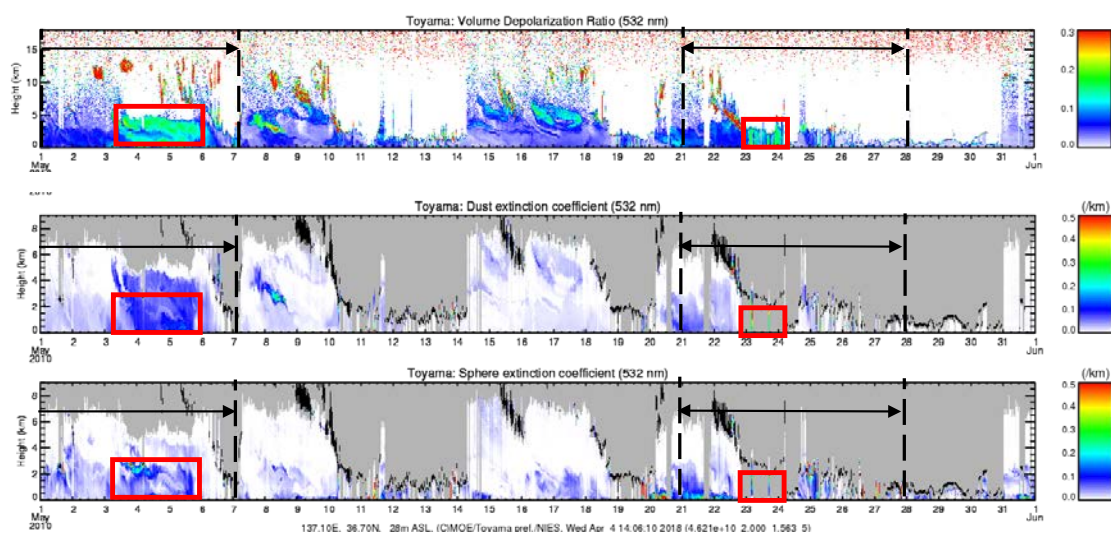 Toyama: Volume Depolarization Ratio (532 nm)
Height (km)
15
10
5
0
1 2 3 4 5 6 7 8 9 10 11 12 13 14 15 16 17 18 19 20 21 22 23 24 25 26 27 28 29 30 31 1
May Jun
0.3
0.2
0.1
0.0
2010
Toyama: Dust extinction coefficient (532 nm)
(/km)
Height (km)
8
6
4
2
0
1 2 3 4 5 6 7 8 9 10 11 12 13 14 15 16 17 18 19 20 21 22 23 24 25 26 27 28 29 30 31 1
May Jun
2010
0.5
0.4
0.3
0.2
0.1
0.0
Toyama: Sphere extinction coefficient (532 nm)
(/km)
Height (km)
8
6
4
2
0
1 2 3 4 5 6 7 8 9 10 11 12 13 14 15 16 17 18 19 20 21 22 23 24 25 26 27 28 29 30 31 1
May Jun
2010
0.5
0.4
0.3
0.2
0.1
0.0
137.10E, 36.70N, 28m ASL, (C)MOE/Toyama pref./NIES, Wed Apr 4 14:06:10 2018 (4.621e+10 2.000 1.563 5)